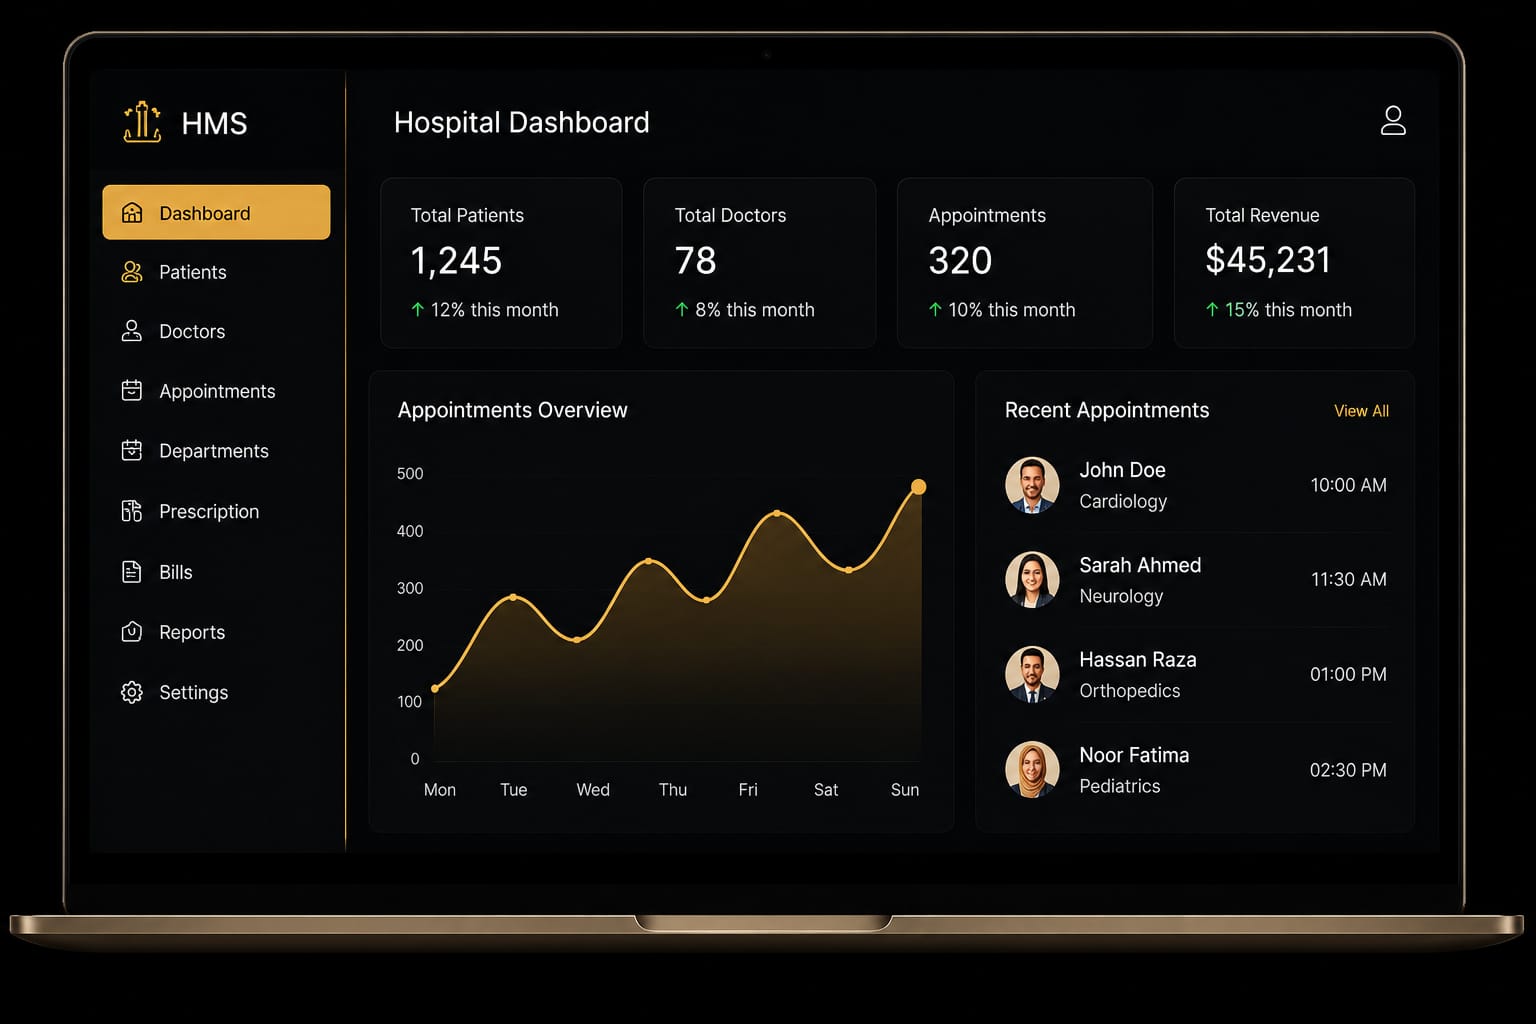 HMS
Dashboard
Patients
Doctors
Appointments
Departments
Prescription
Bills
Reports
Settings
Hospital Dashboard
Total Patients
1,245
↑ 12% this month
Total Doctors
78
↑ 8% this month
Appointments
320
↑ 10% this month
Total Revenue
$45,231
↑ 15% this month
Appointments Overview
500
400
300
200
100
0
Mon Tue Wed Thu Fri Sat Sun
Recent Appointments View All
John Doe
Cardiology
10:00 AM
Sarah Ahmed
Neurology
11:30 AM
Hassan Raza
Orthopedics
01:00 PM
Noor Fatima
Pediatrics
02:30 PM